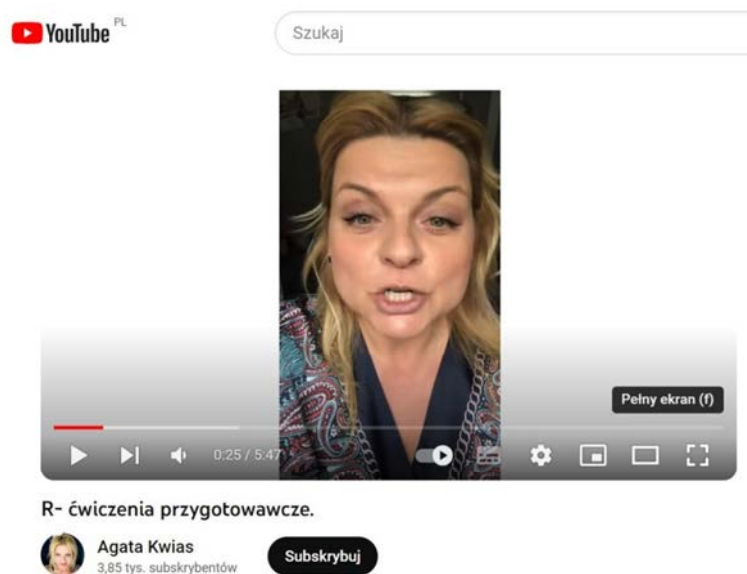 YouTube PL
Szukaj
Pełny ekran (f)
0:25 / 5:47
R- ćwiczenia przygotowawcze.
Agata Kwias
3,85 tys. subskrybentów
Subskrybuj